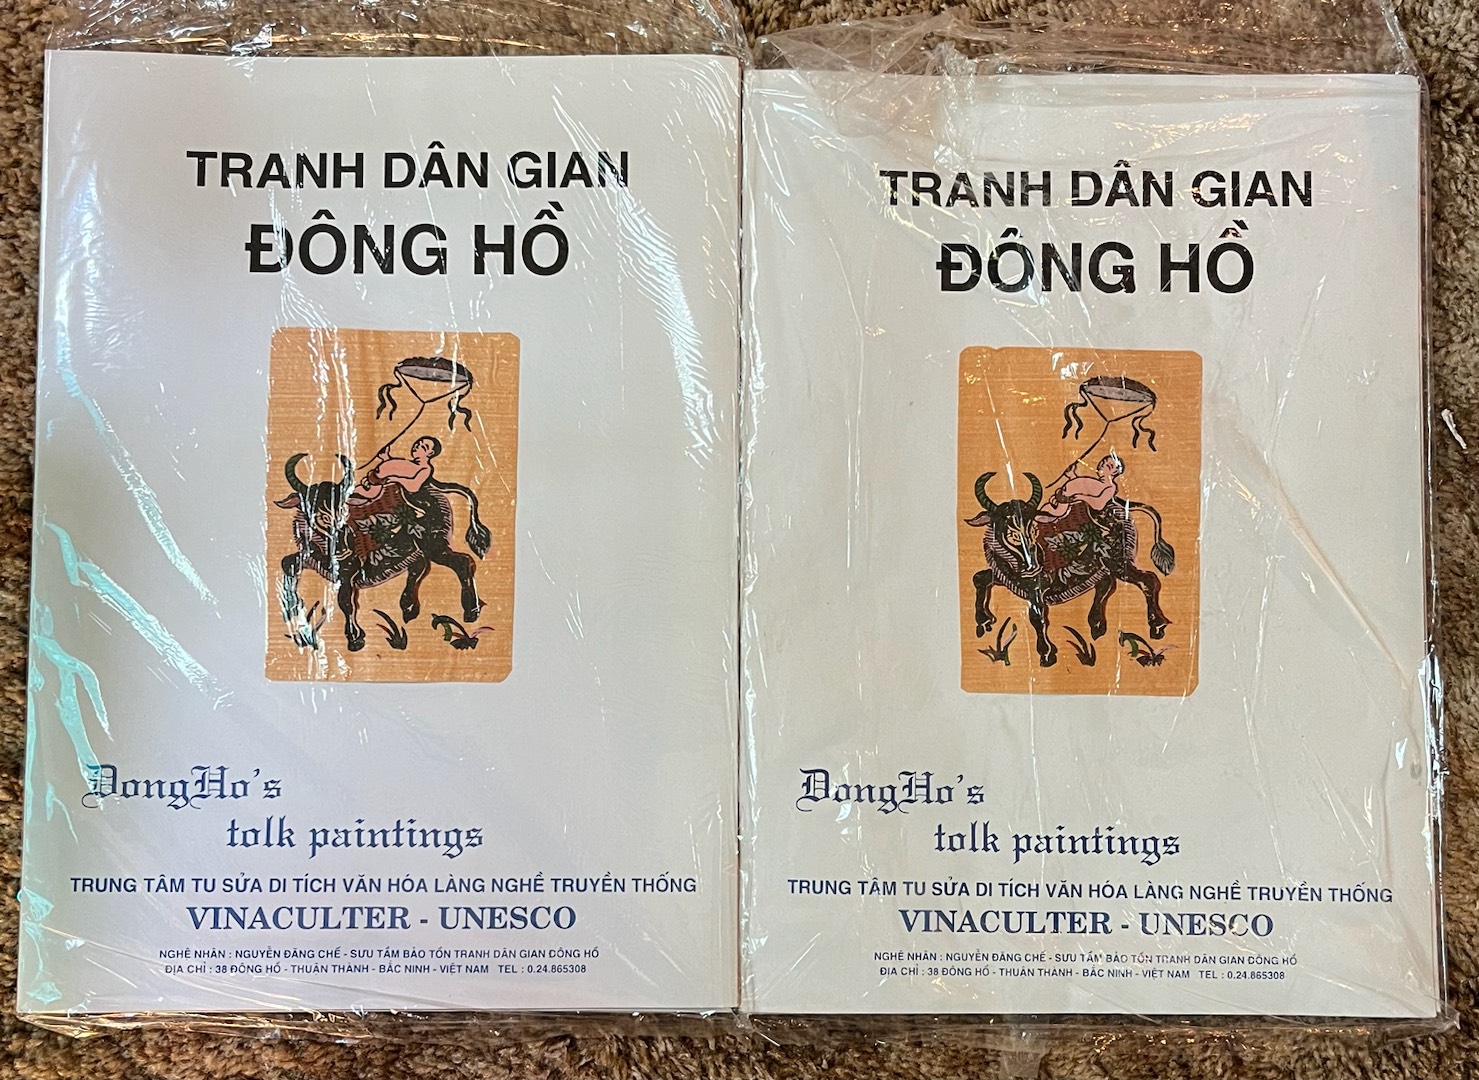 TRANH DÂN GIAN
ĐÔNG HỒ
DongHo's
tolk paintings
TRUNG TÂM TU SỬA DI TÍCH VĂN HÓA LÀNG NGHỀ TRUYỀN THỐNG
VINACULTER - UNESCO
NGHỆ NHÂN : NGUYỄN ĐĂNG CHẾ - SƯU TẦM BẢO TỒN TRANH DÂN GIAN ĐÔNG HỒ
ĐỊA CHỈ : 38 ĐÔNG HỒ - THUẬN THÀNH - BẮC NINH - VIỆT NAM TEL : 0.24.865308
TRANH DÂN GIAN
ĐÔNG HỒ
DongHo's
tolk paintings
TRUNG TÂM TU SỬA DI TÍCH VĂN HÓA LÀNG NGHỀ TRUYỀN THỐNG
VINACULTER - UNESCO
NGHỆ NHÂN : NGUYỄN ĐĂNG CHẾ - SƯU TẦM BẢO TỒN TRANH DÂN GIAN ĐÔNG HỒ
ĐỊA CHỈ : 38 ĐÔNG HỒ - THUẬN THÀNH - BẮC NINH - VIỆT NAM TEL : 0.24.865308